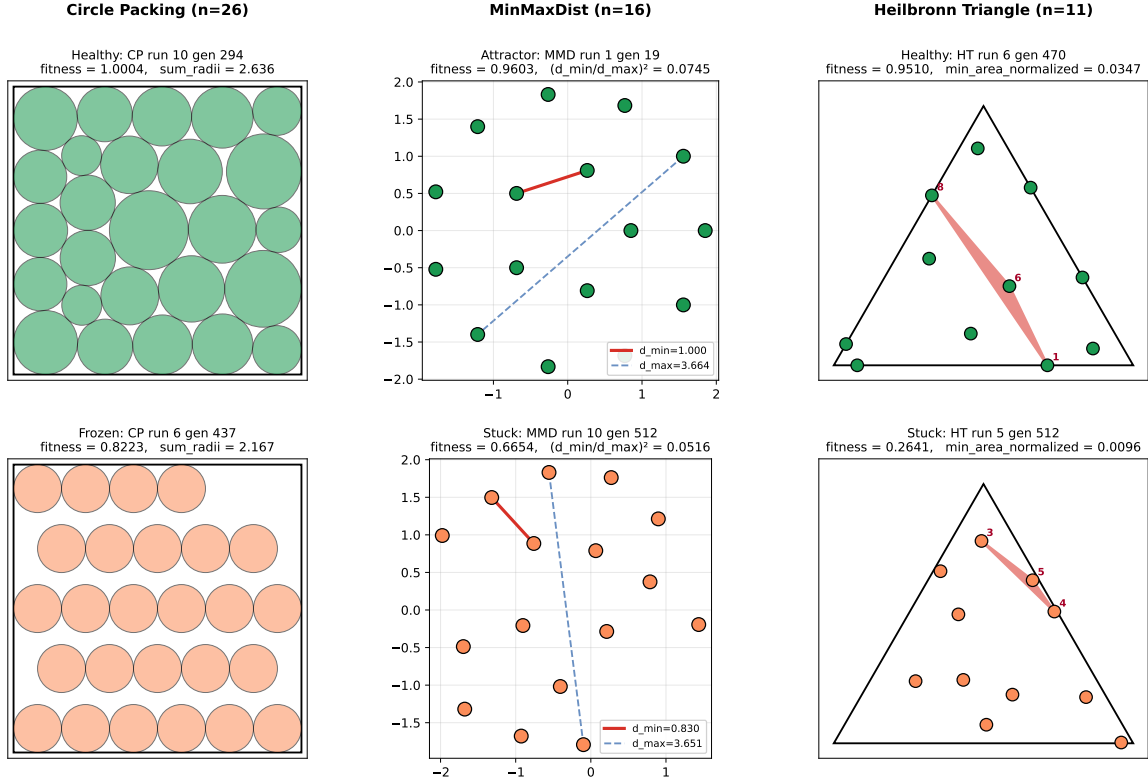 Circle Packing (n=26)
MinMaxDist (n=16)
Heilbronn Triangle (n=11)
Healthy: CP run 10 gen 294
fitness = 1.0004, sum_radii = 2.636
Attractor: MMD run 1 gen 19
fitness = 0.9603, (d_min/d_max)² = 0.0745
2.0
1.5
1.0
0.5
0.0
−0.5
−1.0
−1.5
−2.0
−1
0
1
2
d_min=1.000
d_max=3.664
Healthy: HT run 6 gen 470
fitness = 0.9510, min_area_normalized = 0.0347
8
6
1
Frozen: CP run 6 gen 437
fitness = 0.8223, sum_radii = 2.167
Stuck: MMD run 10 gen 512
fitness = 0.6654, (d_min/d_max)² = 0.0516
2.0
1.5
1.0
0.5
0.0
−0.5
−1.0
−1.5
−2
−1
0
1
d_min=0.830
d_max=3.651
Stuck: HT run 5 gen 512
fitness = 0.2641, min_area_normalized = 0.0096
3
5
4